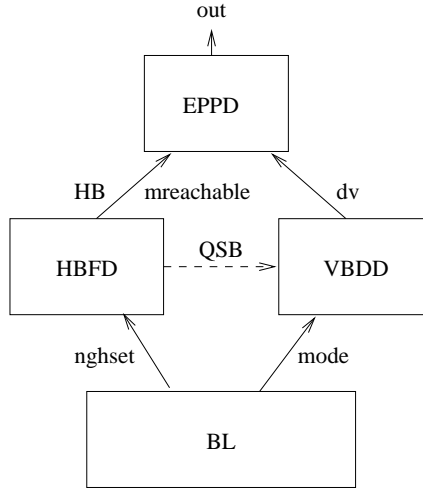 out
EPPD
HB mreachable dv
HBFD QSB VBDD
nghset mode
BL